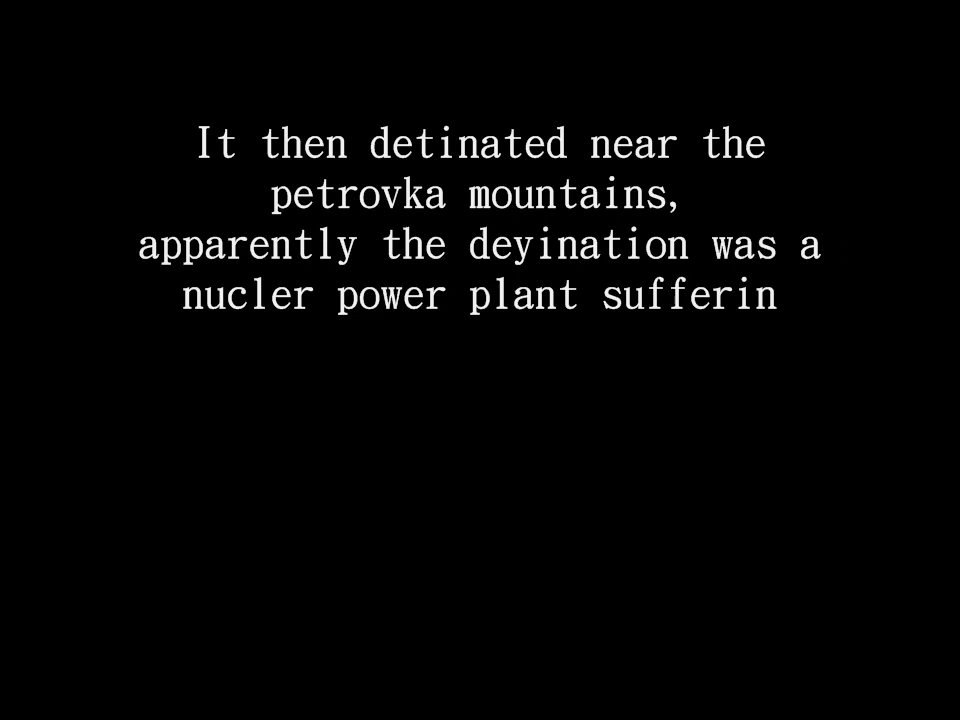 It then detinated near the
petrovka mountains,
apparently the deyination was a
nucler power plant sufferin